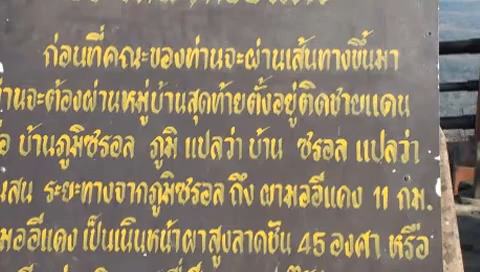 ก่อนที่คณะของท่านจะผ่านเส้นทางขึ้นมา
านจะต้องผ่านหมู่บ้านสุดท้ายตั้งอยู่ติดชายแดน
อ บ้านภูมิซรอล ภูมิ แปลว่า บ้าน ซรอล แปลว่า
นสน ระยะทางจากภูมิซรอล ถึง ผามออีแดง 11 กม.
มออีแดง เป็นเนินหน้าผาสูงลาดชัน 45 องศา หรือ